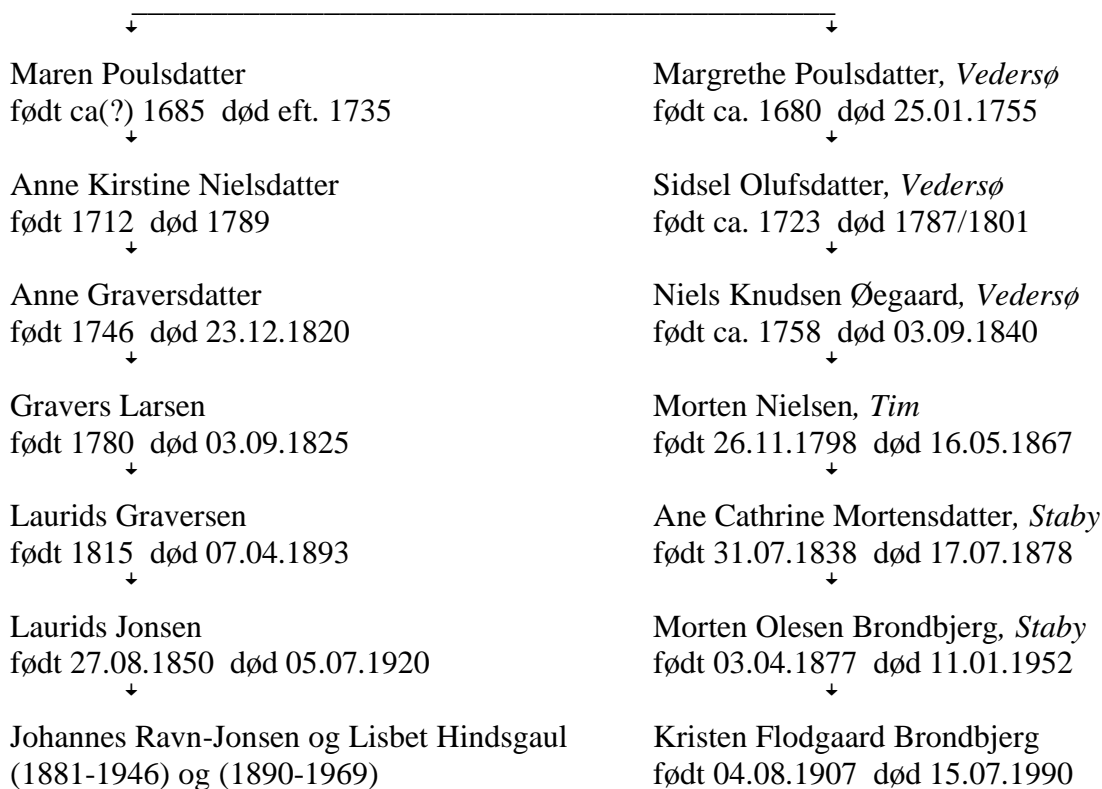 Maren Poulsdatter
født ca(?) 1685 død eft. 1735
Anne Kirstine Nielsdatter
født 1712 død 1789
Anne Graversdatter
født 1746 død 23.12.1820
Gravers Larsen
født 1780 død 03.09.1825
Laurids Graversen
født 1815 død 07.04.1893
Laurids Jonsen
født 27.08.1850 død 05.07.1920
Johannes Ravn-Jonsen og Lisbet Hindsgaul
(1881-1946) og (1890-1969)
Margrethe Poulsdatter, Vedersø
født ca. 1680 død 25.01.1755
Sidsel Olufsdatter, Vedersø
født ca. 1723 død 1787/1801
Niels Knudsen Øegaard, Vedersø
født ca. 1758 død 03.09.1840
Morten Nielsen, Tim
født 26.11.1798 død 16.05.1867
Ane Cathrine Mortensdatter, Staby
født 31.07.1838 død 17.07.1878
Morten Olesen Brondbjerg, Staby
født 03.04.1877 død 11.01.1952
Kristen Flodgaard Brondbjerg
født 04.08.1907 død 15.07.1990